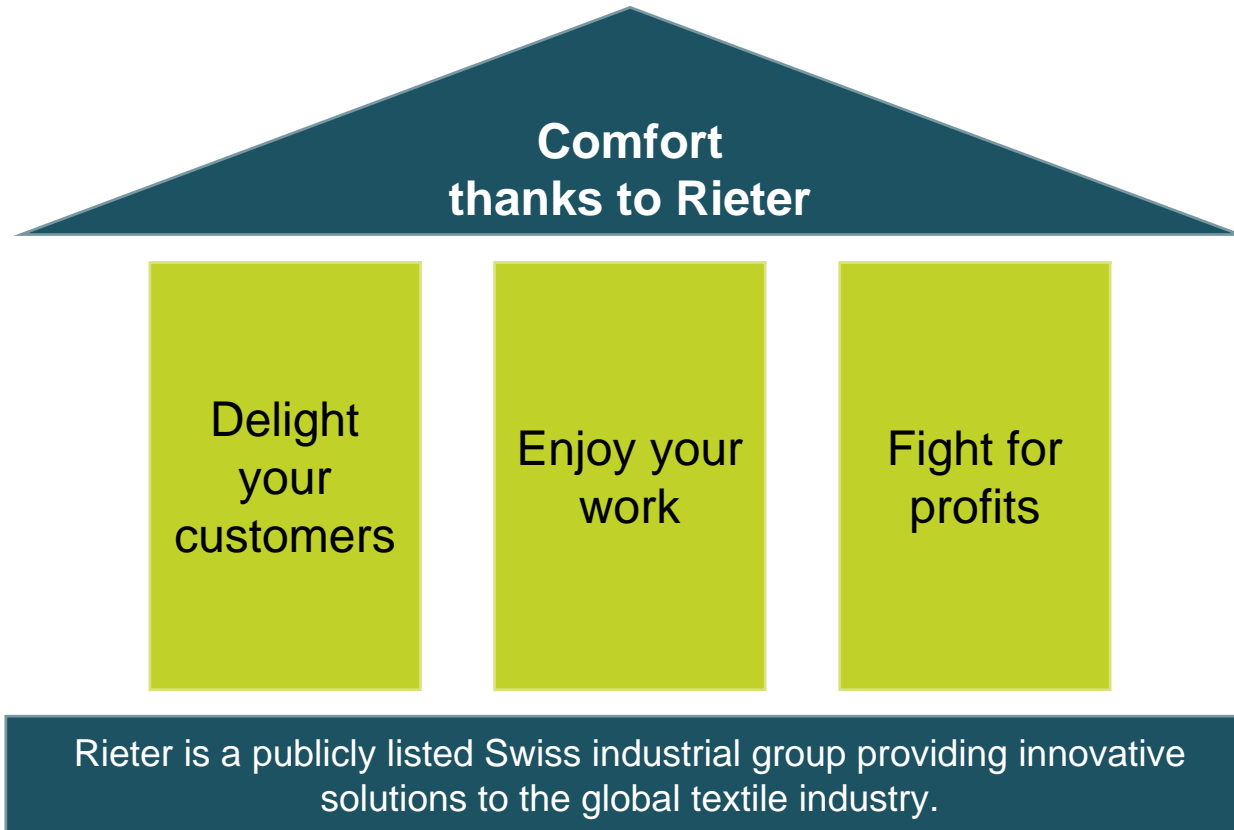 Comfort
thanks to Rieter
Delight
your
customers
Enjoy your
work
Fight for
profits
Rieter is a publicly listed Swiss industrial group providing innovative
solutions to the global textile industry.